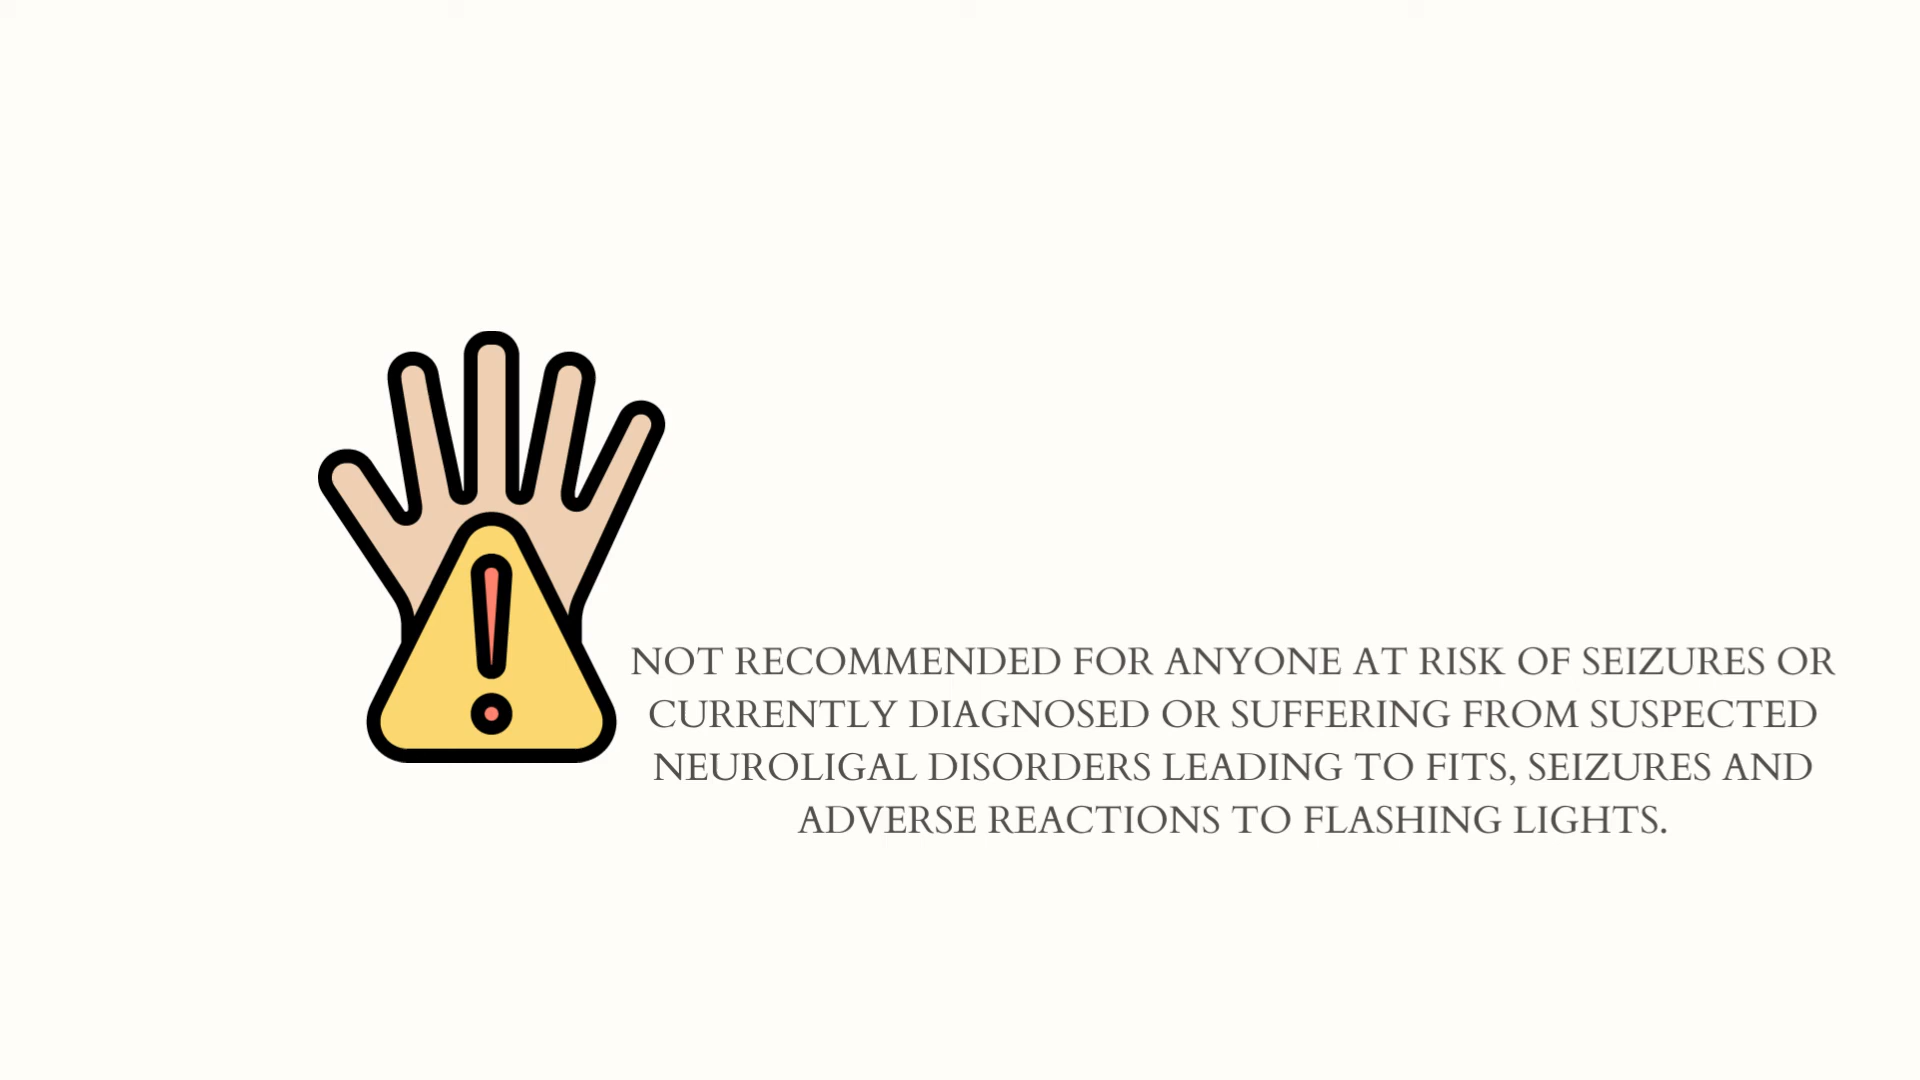 NOT RECOMMENDED FOR ANYONE AT RISK OF SEIZURES OR
CURRENTLY DIAGNOSED OR SUFFERING FROM SUSPECTED
NEUROLIGAL DISORDERS LEADING TO FITS, SEIZURES AND
ADVERSE REACTIONS TO FLASHING LIGHTS.